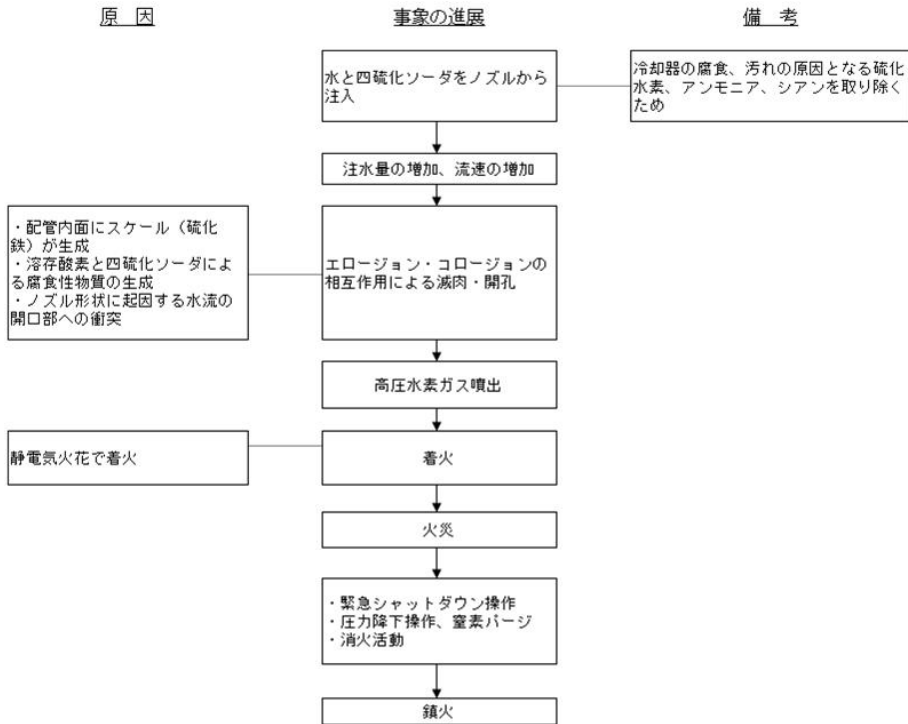 原 因
事象の進展
備 考
水と四硫化ソーダをノズルから
注入
冷却器の腐食、汚れの原因となる硫化
水素、アンモニア、シアンを取り除く
ため
注水量の増加、流速の増加
・配管内面にスケール（硫化
鉄）が生成
・溶存酸素と四硫化ソーダによ
る腐食性物質の生成
・ノズル形状に起因する水流の
開口部への衝突
エロージョン・コロージョンの
相互作用による減肉・開孔
高圧水素ガス噴出
静電気火花で着火
着火
火災
・緊急シャットダウン操作
・圧力降下操作、窒素パージ
・消火活動
鎮火